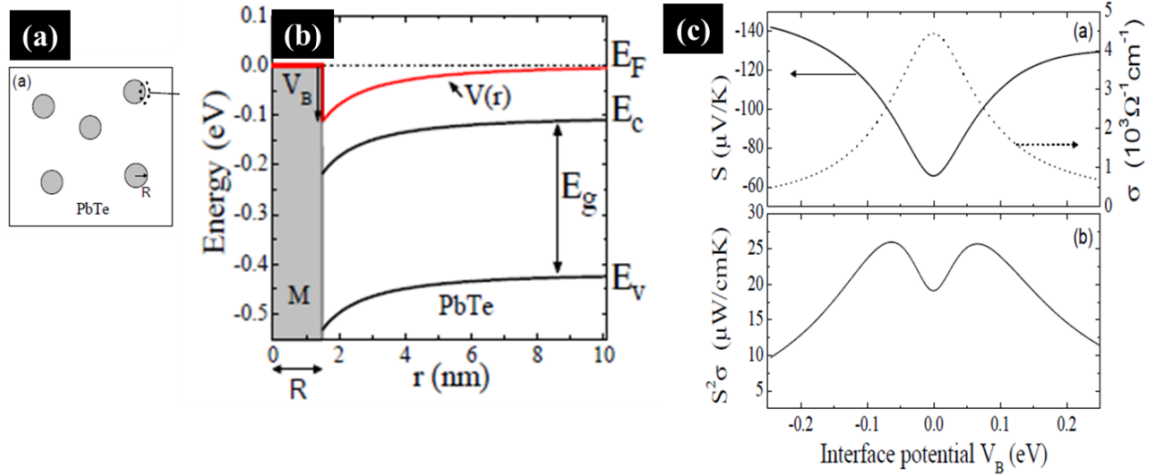 (a)
(a)
R
PbTe
(b)
Energy (eV)
0.1
0.0
-0.1
-0.2
-0.3
-0.4
-0.5
V_B
V(r)
E_F
E_C
E_g
E_V
M
PbTe
0 2 4 6 8 10
R
r (nm)
(c)
(a)
S (µV/K)
-140
-120
-100
-80
-60
5
4
3
2
1
0
σ (10³Ω⁻¹cm⁻¹)
(b)
S²σ (µW/cmK)
30
25
20
15
10
5
-0.2 -0.1 0.0 0.1 0.2
Interface potential V_B (eV)